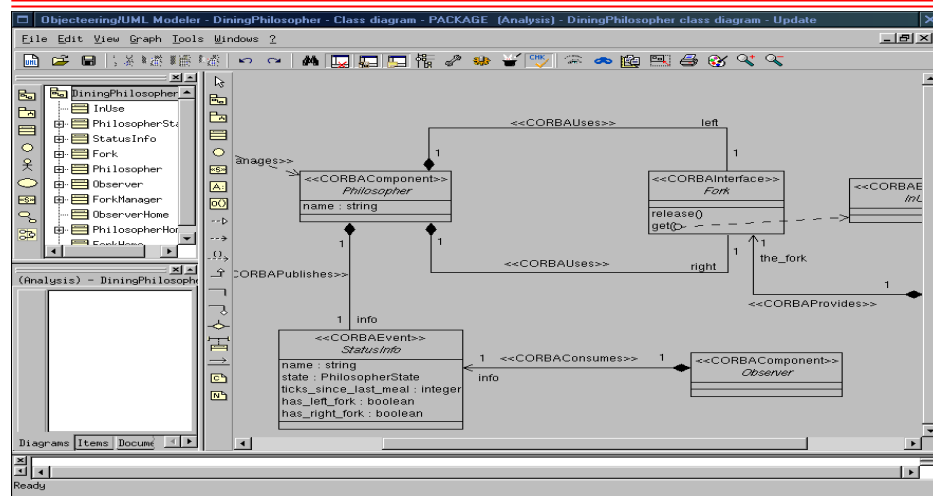 Objecteering/UML Modeler - DiningPhilosopher - Class diagram - PACKAGE (Analysis) - DiningPhilosopher class diagram - Update
File Edit View Graph Tools Windows ?
DiningPhilosopher
InUse
PhilosopherSta
StatusInfo
Fork
Philosopher
Observer
ForkManager
ObserverHome
PhilosopherHor
ForkHome
(Analysis) - DiningPhilosophe
Diagrams Items Docume
anages>>
<<CORBAUses>> left
1 1
<<CORBAComponent>>
Philosopher
name : string
<<CORBAInterface>>
Fork
release()
get()
<<CORBAE
1 1 1 1
<<CORBAUses>> right
the_fork
CORBAPublishes>>
1
<<CORBAProvides>>
1 info
<<CORBAEvent>>
StatusInfo
name : string
state : PhilosopherState
ticks_since_last_meal : integer
has_left_fork : boolean
has_right_fork : boolean
1 <<CORBAConsumes>> 1
info
<<CORBAComponent>>
Observer
Ready